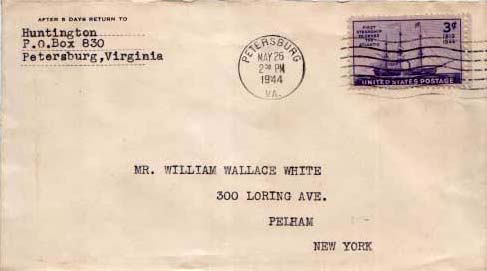 AFTER 5 DAYS RETURN TO
Huntington
P.O.Box 830
Petersburg,Virginia
PETERSBURG
MAY 26
2 30 PM
1944
VA.
FIRST
STEAMSHIP
TO CROSS
THE
ATLANTIC
3¢
1819
1944
UNITED STATES POSTAGE
MR. WILLIAM WALLACE WHITE
300 LORING AVE.
PELHAM
NEW YORK